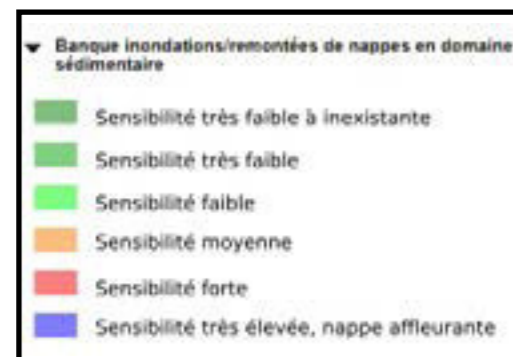 Banque inondations/remontées de nappes en domaine
sédimentaire
Sensibilité très faible à inexistante
Sensibilité très faible
Sensibilité faible
Sensibilité moyenne
Sensibilité forte
Sensibilité très élevée, nappe affleurante